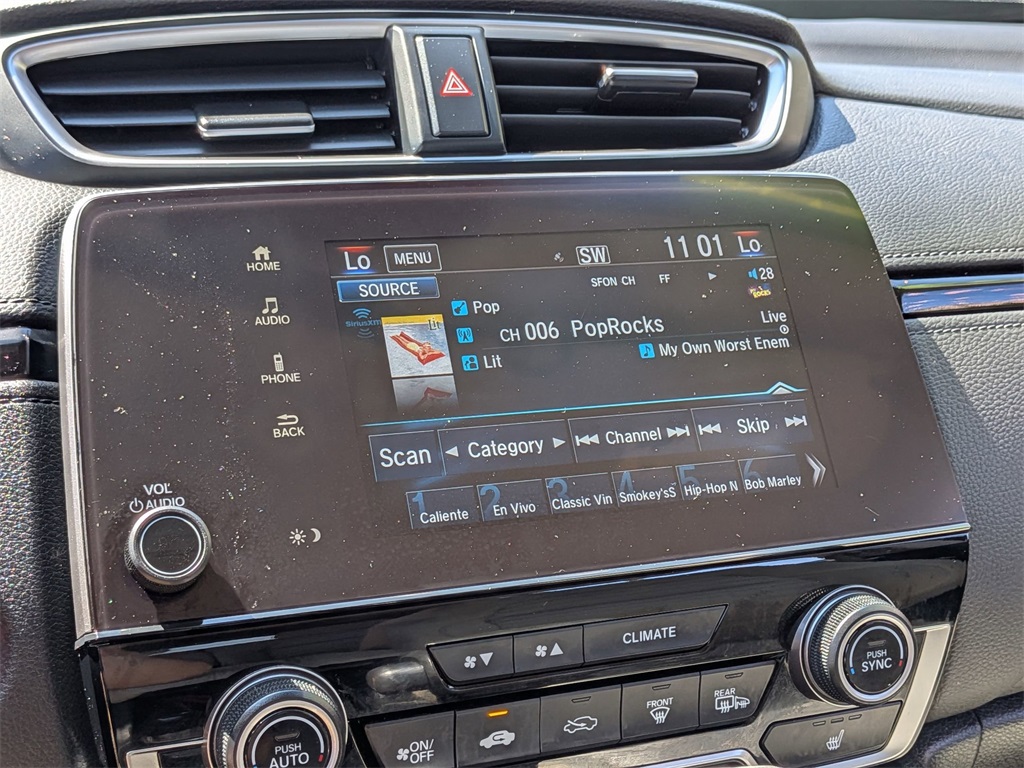 HOME
AUDIO
PHONE
BACK
VOL
AUDIO
Lo MENU SW 11 01 Lo
SOURCE SFON CH FF 28
SiriusXM Lit Pop ROCKS
CH 006 PopRocks Live
Lit My Own Worst Enem
Scan Category Channel Skip
1 Caliente 2 En Vivo 3 Classic Vin 4 Smokey'sS 5 Hip-Hop N 6 Bob Marley
CLIMATE
PUSH
SYNC
FRONT
REAR
PUSH
AUTO
ON/
OFF